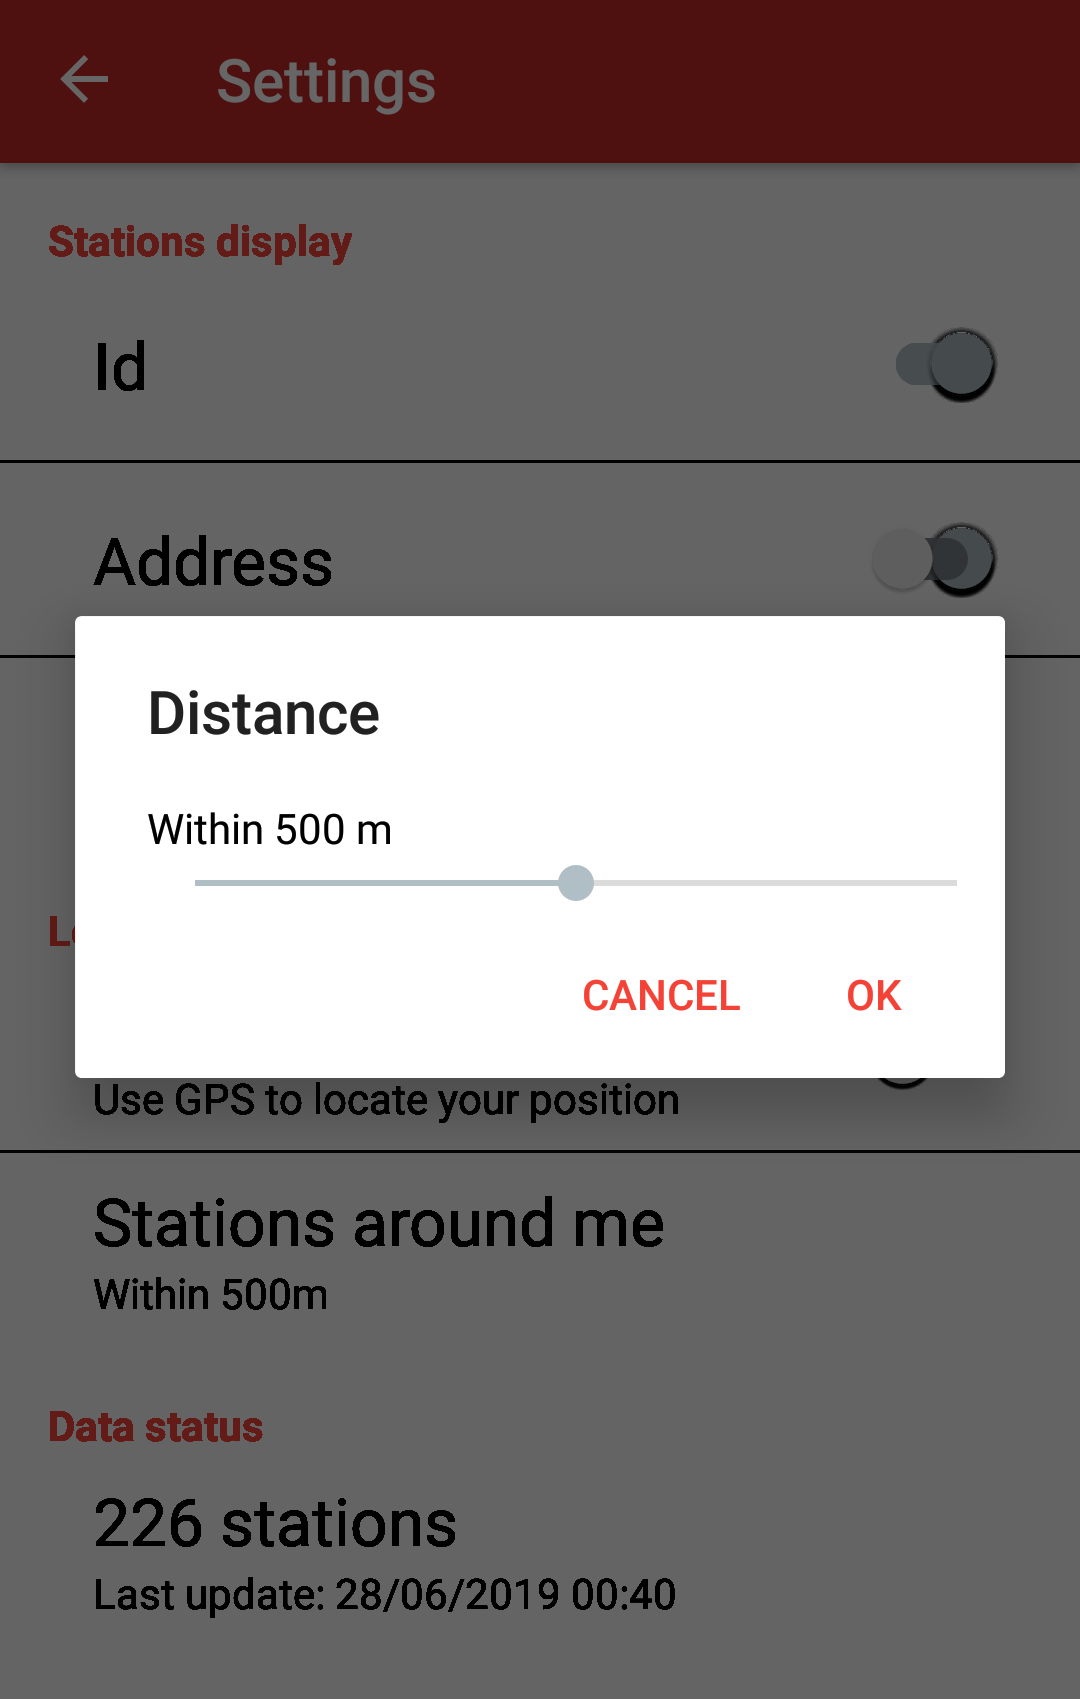 Settings
Stations display
Id
Address
Distance
Within 500 m
CANCEL
OK
Use GPS to locate your position
Stations around me
Within 500m
Data status
226 stations
Last update: 28/06/2019 00:40